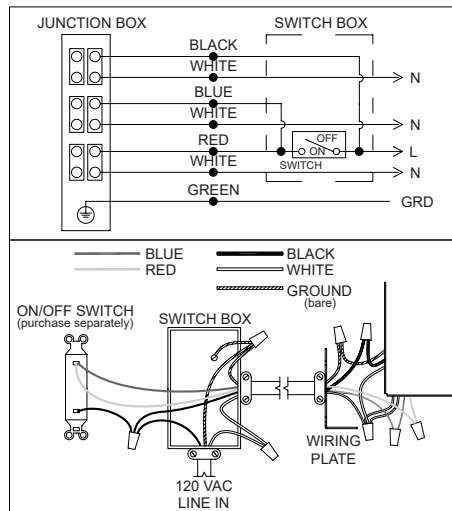 JUNCTION BOX
SWITCH BOX
BLACK
WHITE
N
BLUE
WHITE
N
RED
OFF
ON
L
SWITCH
WHITE
N
GREEN
GRD
BLUE
BLACK
RED
WHITE
GROUND
(bare)
ON/OFF SWITCH
(purchase separately)
SWITCH BOX
WIRING
PLATE
120 VAC
LINE IN